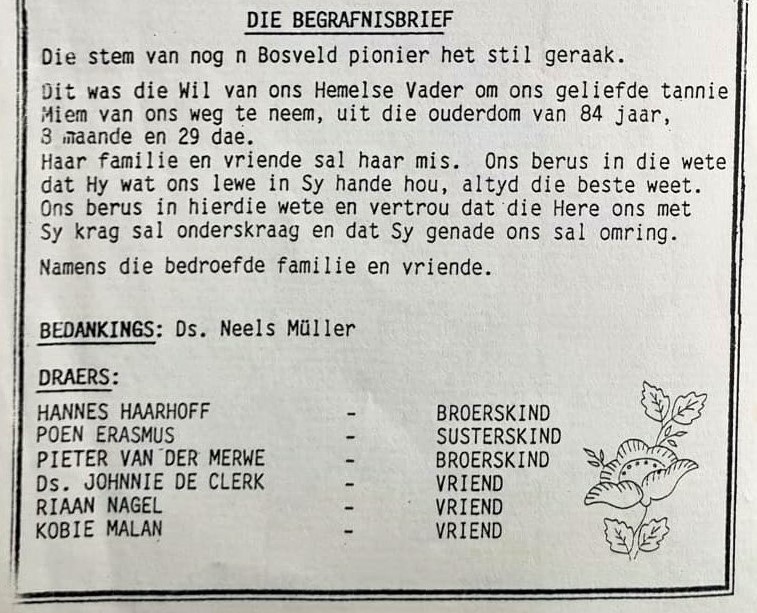 DIE BEGRAFNISBRIEF
Die stem van nog n Bosveld pionier het stil geraak.
Dit was die Wil van ons Hemelse Vader om ons geliefde tannie
Miem van ons weg te neem, uit die ouderdom van 84 jaar,
3 maande en 29 dae.
Haar familie en vriende sal haar mis. Ons berus in die wete
dat Hy wat ons lewe in Sy hande hou, altyd die beste weet.
Ons berus in hierdie wete en vertrou dat die Here ons met
Sy krag sal onderskraag en dat Sy genade ons sal omring.
Namens die bedroefde familie en vriende.
BEDANKINGS: Ds. Neels Müller
DRAERS:
HANNES HAARHOFF - BROERSKIND
POEN ERASMUS - SUSTERSKIND
PIETER VAN DER MERWE - BROERSKIND
Ds. JOHNNIE DE CLERK - VRIEND
RIAAN NAGEL - VRIEND
KOBIE MALAN - VRIEND